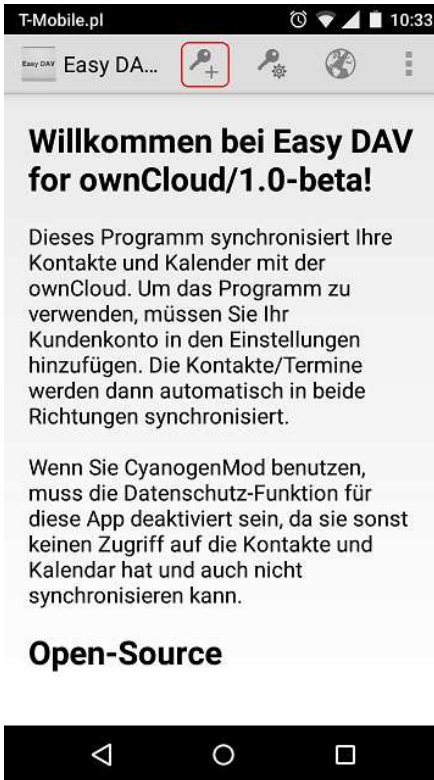 T-Mobile.pl 10:33
Easy DAV Easy DA...
Willkommen bei Easy DAV
for ownCloud/1.0-beta!
Dieses Programm synchronisiert Ihre
Kontakte und Kalender mit der
ownCloud. Um das Programm zu
verwenden, müssen Sie Ihr
Kundenkonto in den Einstellungen
hinzufügen. Die Kontakte/Termine
werden dann automatisch in beide
Richtungen synchronisiert.
Wenn Sie CyanogenMod benutzen,
muss die Datenschutz-Funktion für
diese App deaktiviert sein, da sie sonst
keinen Zugriff auf die Kontakte und
Kalendar hat und auch nicht
synchronisieren kann.
Open-Source